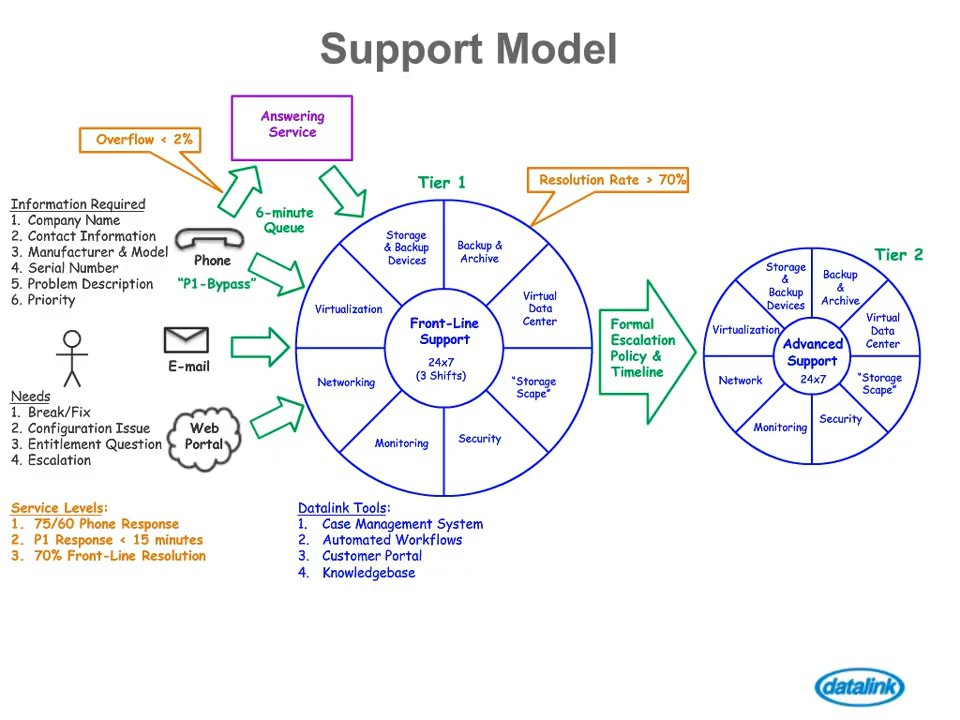 Support Model
Answering
Service
Overflow < 2%
Tier 1
Resolution Rate > 70%
Information Required
1. Company Name
2. Contact Information
3. Manufacturer & Model
4. Serial Number
5. Problem Description
6. Priority
6-minute
Queue
Phone
"P1-Bypass"
E-mail
Web
Portal
Needs
1. Break/Fix
2. Configuration Issue
3. Entitlement Question
4. Escalation
Storage
& Backup
Devices
Backup &
Archive
Virtualization
Virtual
Data
Center
Front-Line
Support
24x7
(3 Shifts)
Networking
"Storage
Scape"
Monitoring
Security
Formal
Escalation
Policy &
Timeline
Tier 2
Storage
&
Backup
Devices
Backup
&
Archive
Virtualization
Virtual
Data
Center
Advanced
Support
24x7
Network
"Storage
Scape"
Monitoring
Security
Service Levels:
1. 75/60 Phone Response
2. P1 Response < 15 minutes
3. 70% Front-Line Resolution
Datalink Tools:
1. Case Management System
2. Automated Workflows
3. Customer Portal
4. Knowledgebase
datalink